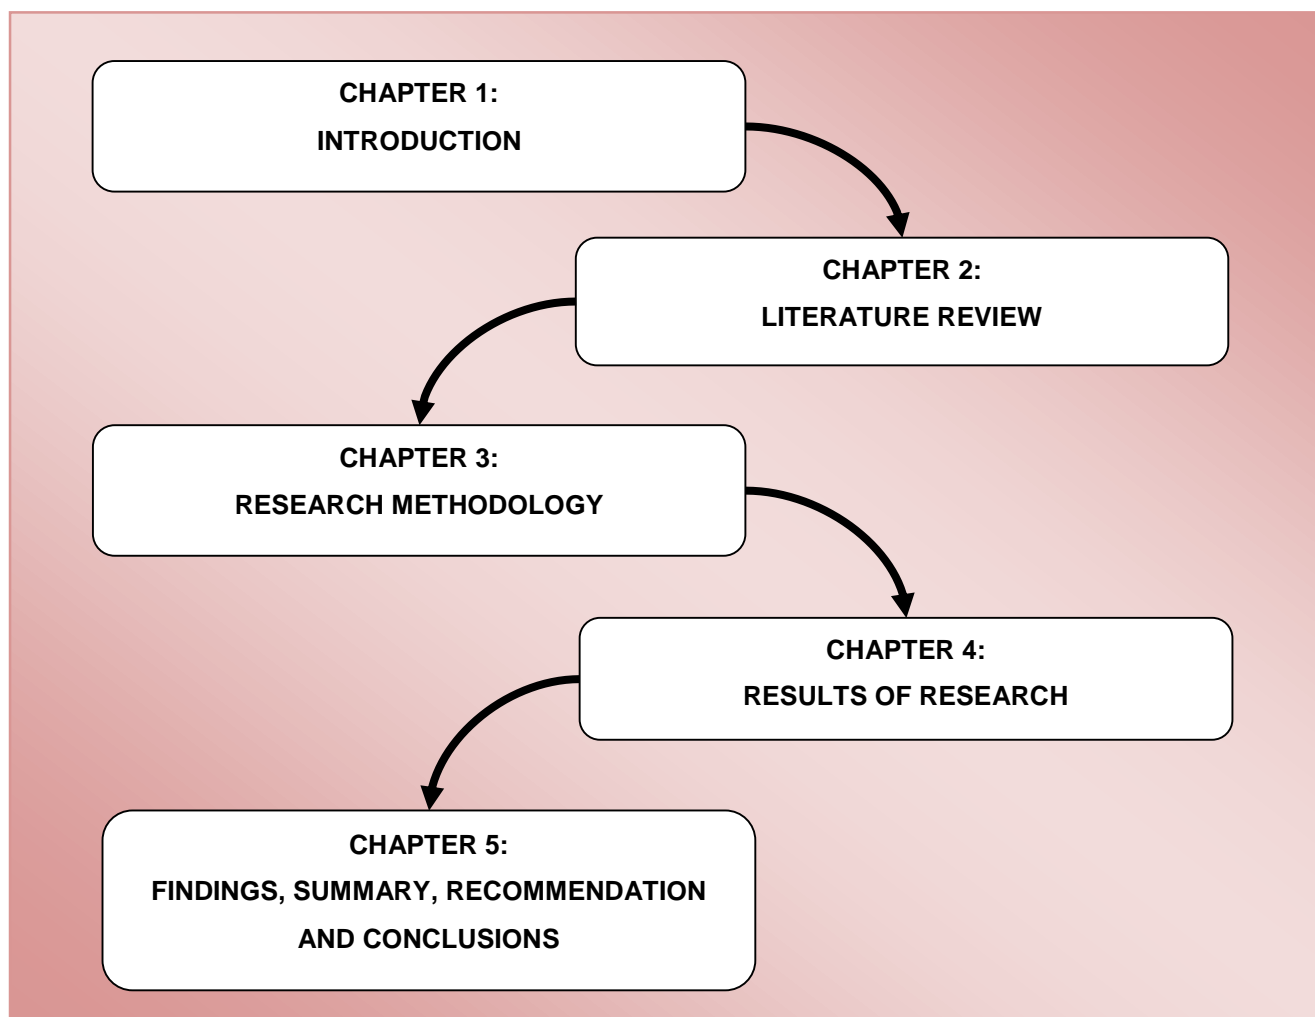 CHAPTER 1:
INTRODUCTION
CHAPTER 2:
LITERATURE REVIEW
CHAPTER 3:
RESEARCH METHODOLOGY
CHAPTER 4:
RESULTS OF RESEARCH
CHAPTER 5:
FINDINGS, SUMMARY, RECOMMENDATION
AND CONCLUSIONS